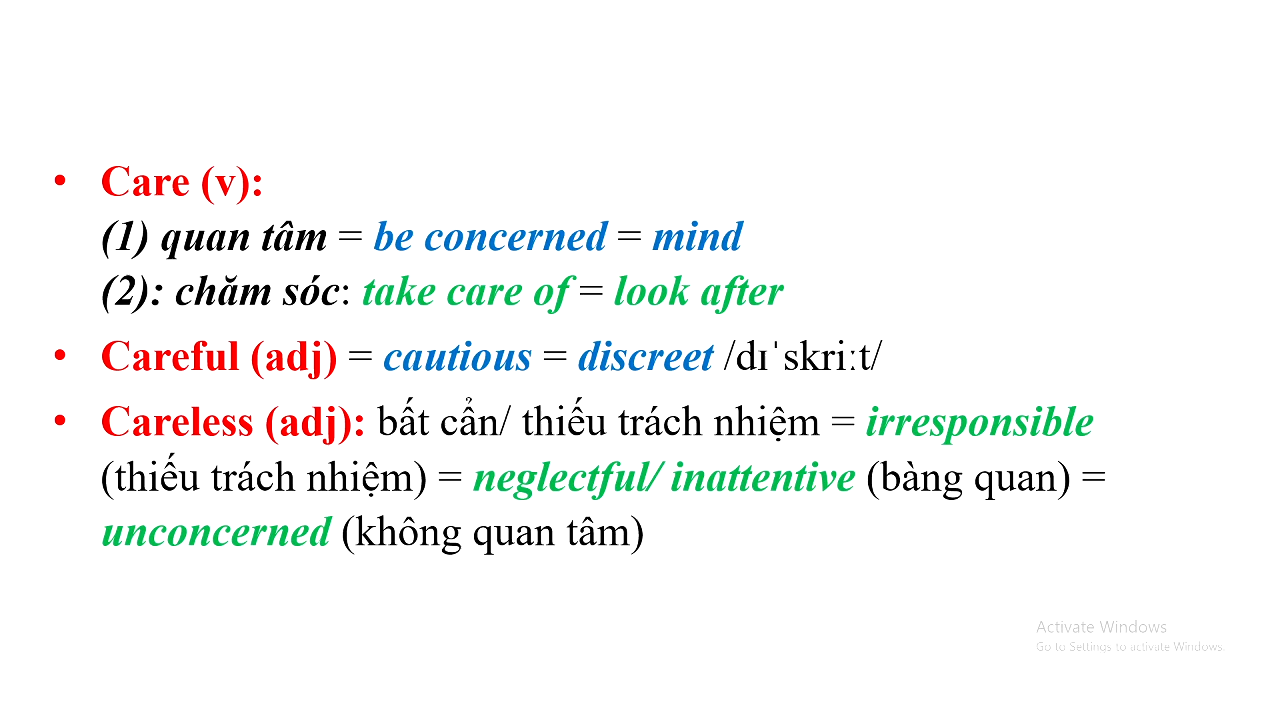 • Care (v):
(1) quan tâm = be concerned = mind
(2): chăm sóc: take care of = look after
• Careful (adj) = cautious = discreet /dɪˈskriːt/
• Careless (adj): bất cẩn/ thiếu trách nhiệm = irresponsible
(thiếu trách nhiệm) = neglectful/ inattentive (bàng quan) =
unconcerned (không quan tâm)
Activate Windows
Go to Settings to activate Windows.